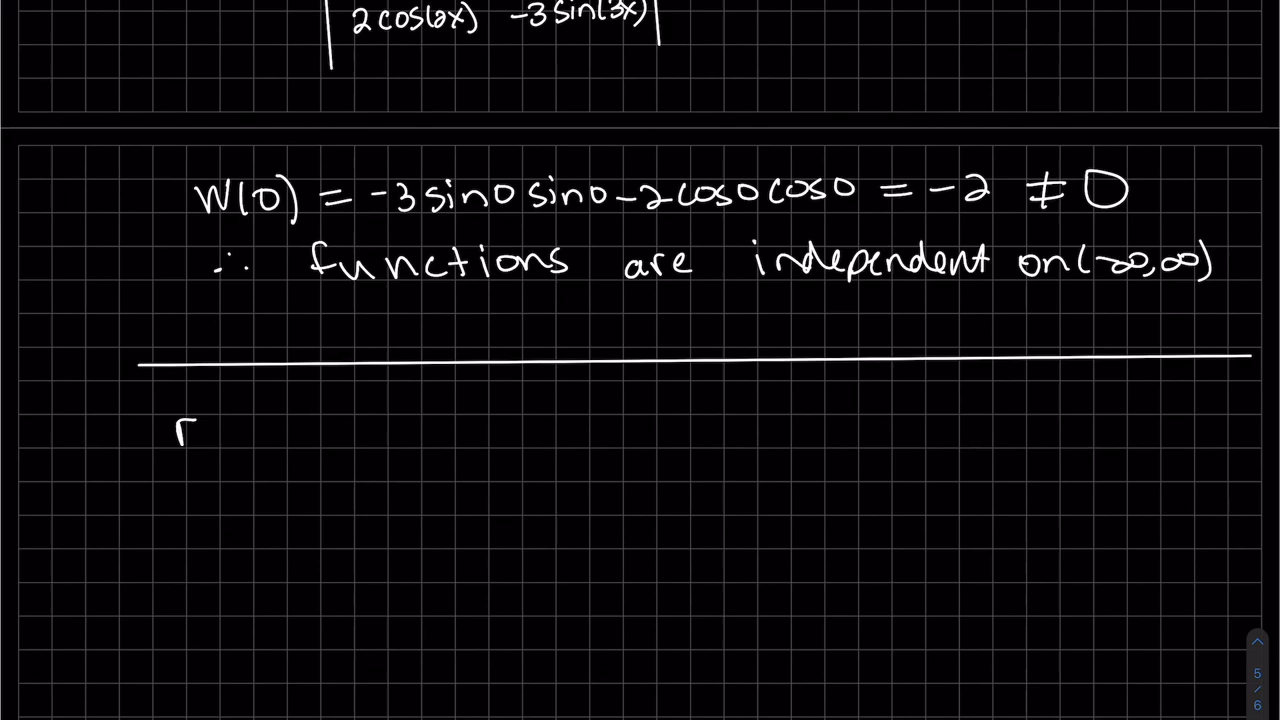 2cos(2x) -3sin(3x)
W(0) = -3sin0 sin0 - 2cos0 cos0 = -2 ≠ 0
∴ functions are independent on (-∞,∞)
r
5
/
6